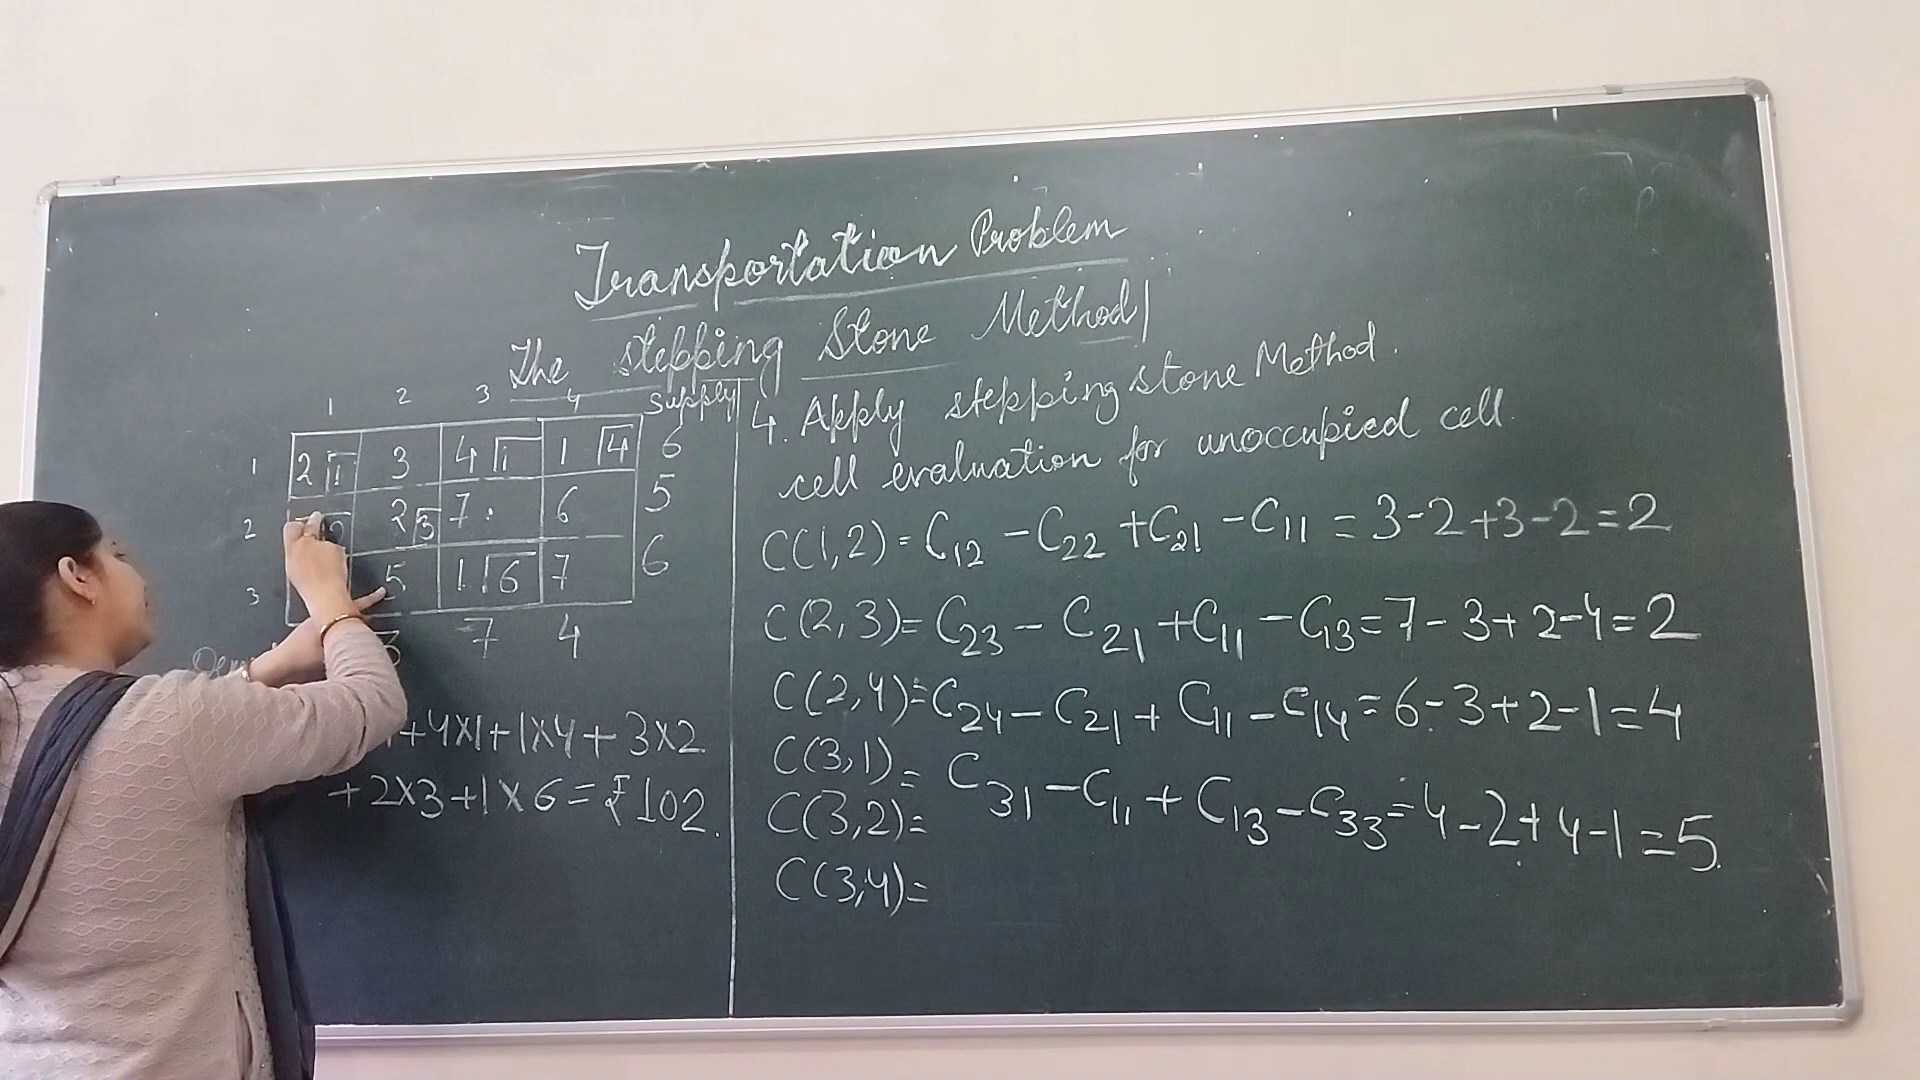 Transportation Problem
The stepping Stone Method
1 2 3 4 Supply
1 2 1 3 4 1 1 4 6
2 2 2 3 7 6 5
3 5 1 6 7 6
3 7 4
+4×1+1×4+3×2
+2×3+1×6=₹102.
4. Apply stepping stone Method.
cell evaluation for unoccupied cell.
C(1,2)= C12 - C22 + C21 - C11 = 3-2+3-2=2
C(2,3)= C23 - C21 + C11 - C13 = 7-3+2-4=2
C(2,4)= C24 - C21 + C11 - C14 = 6-3+2-1=4
C(3,1)= C31 - C11 + C13 - C33 = 4-2+4-1=5.
C(3,2)=
C(3,4)=